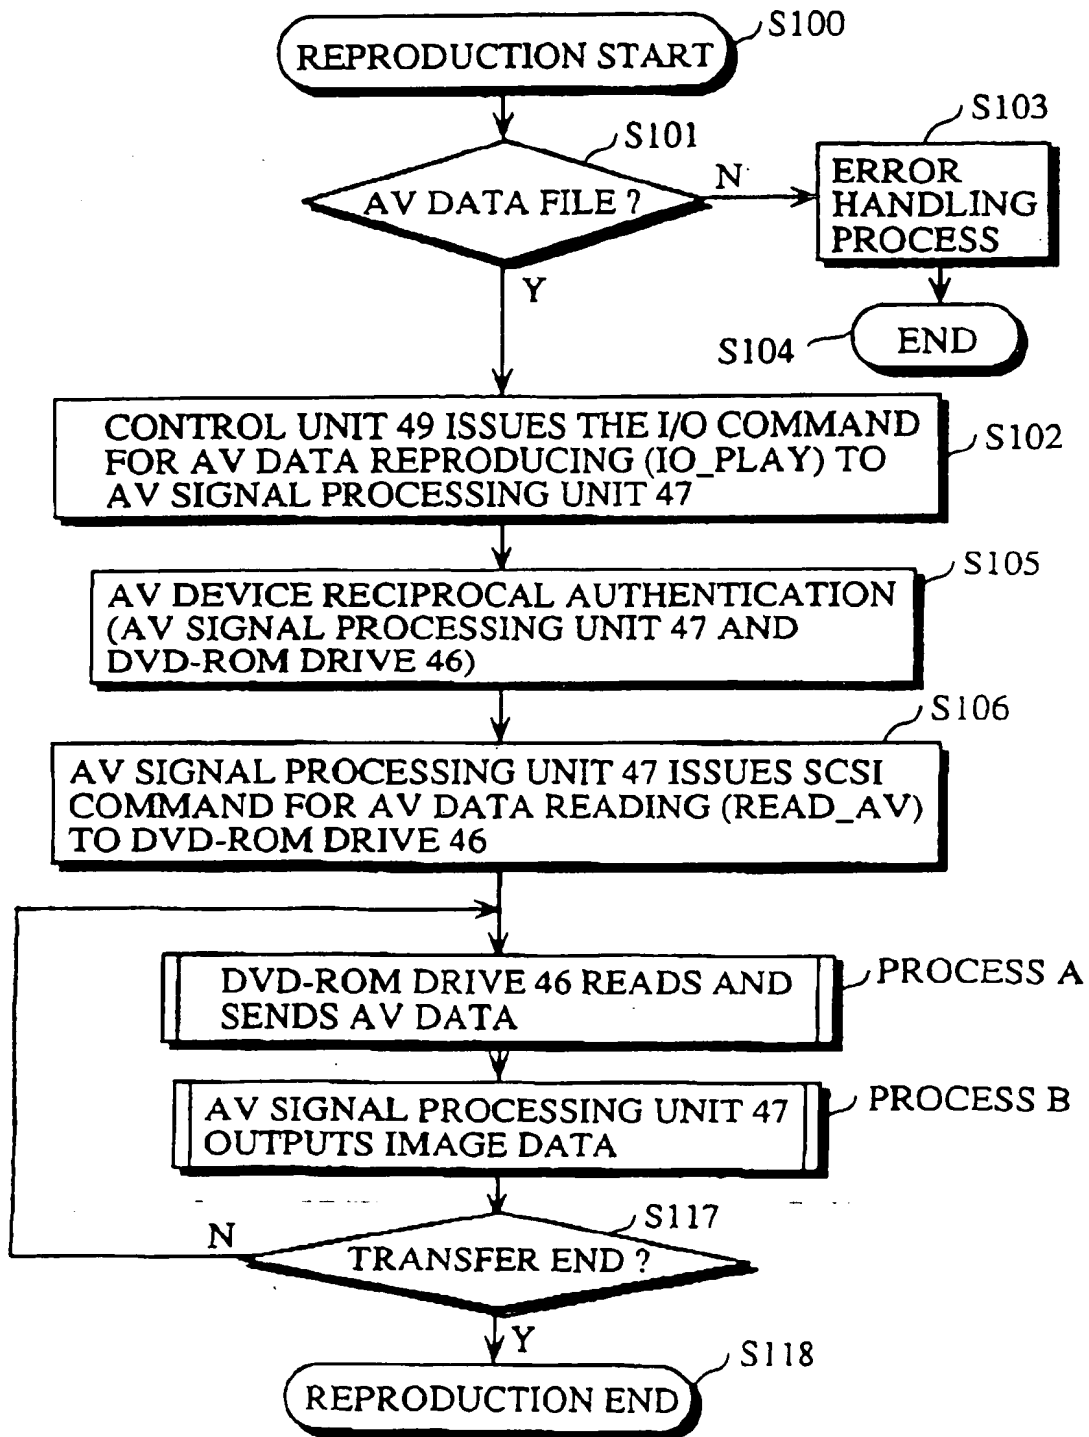 S100
REPRODUCTION START
S101
AV DATA FILE ?
N
S103
ERROR
HANDLING
PROCESS
Y
S104
END
CONTROL UNIT 49 ISSUES THE I/O COMMAND
FOR AV DATA REPRODUCING (IO_PLAY) TO
AV SIGNAL PROCESSING UNIT 47
S102
S105
AV DEVICE RECIPROCAL AUTHENTICATION
(AV SIGNAL PROCESSING UNIT 47 AND
DVD-ROM DRIVE 46)
S106
AV SIGNAL PROCESSING UNIT 47 ISSUES SCSI
COMMAND FOR AV DATA READING (READ_AV)
TO DVD-ROM DRIVE 46
DVD-ROM DRIVE 46 READS AND
SENDS AV DATA
PROCESS A
AV SIGNAL PROCESSING UNIT 47
OUTPUTS IMAGE DATA
PROCESS B
S117
N
TRANSFER END ?
Y
S118
REPRODUCTION END